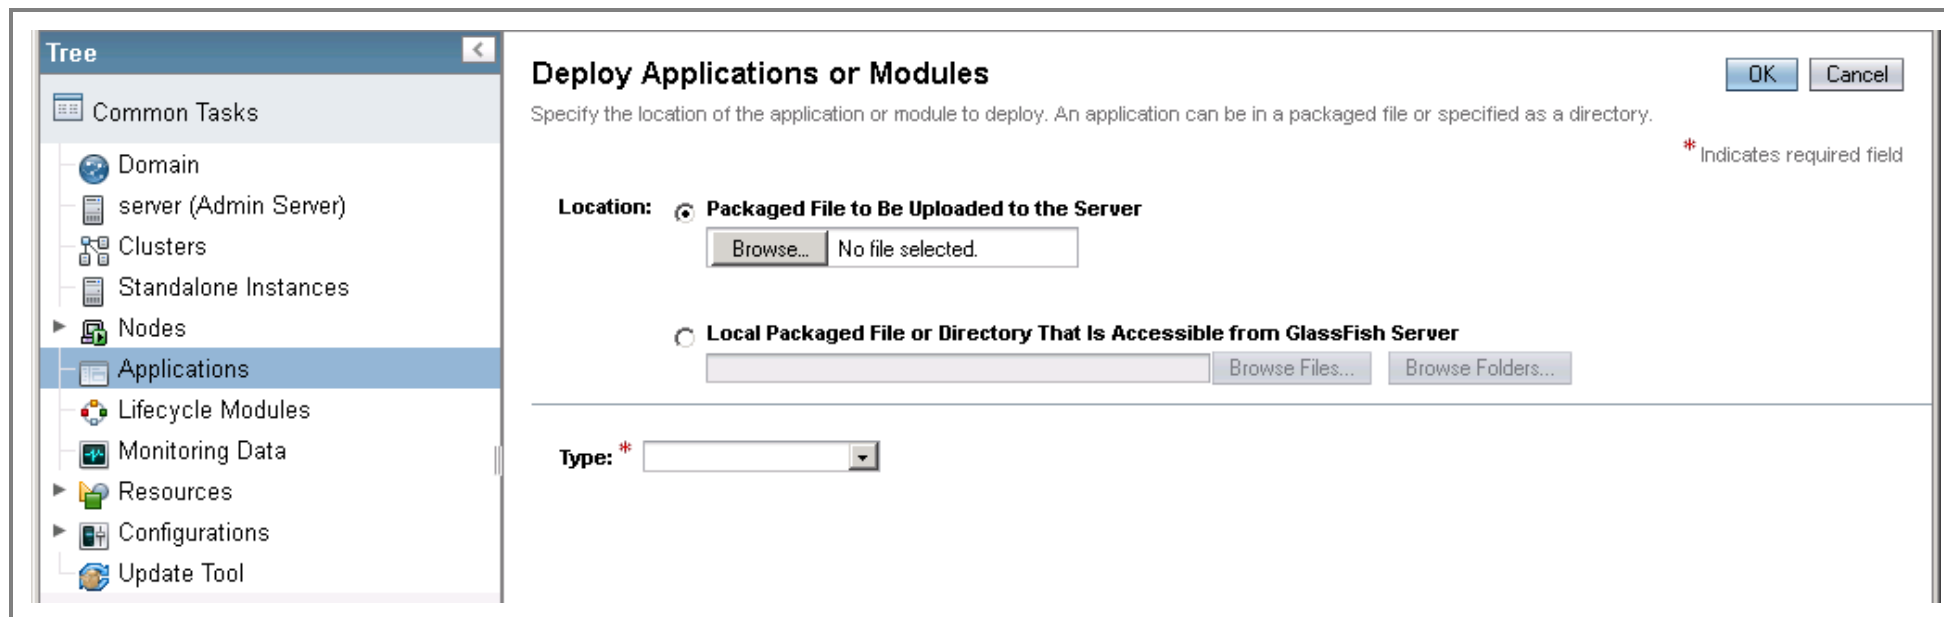 Tree
<
Common Tasks
Domain
server (Admin Server)
Clusters
Standalone Instances
Nodes
Applications
Lifecycle Modules
Monitoring Data
Resources
Configurations
Update Tool
Deploy Applications or Modules
OK Cancel
Specify the location of the application or module to deploy. An application can be in a packaged file or specified as a directory.
* Indicates required field
Location: Packaged File to Be Uploaded to the Server
Browse... No file selected.
Local Packaged File or Directory That Is Accessible from GlassFish Server
Browse Files... Browse Folders...
Type: *